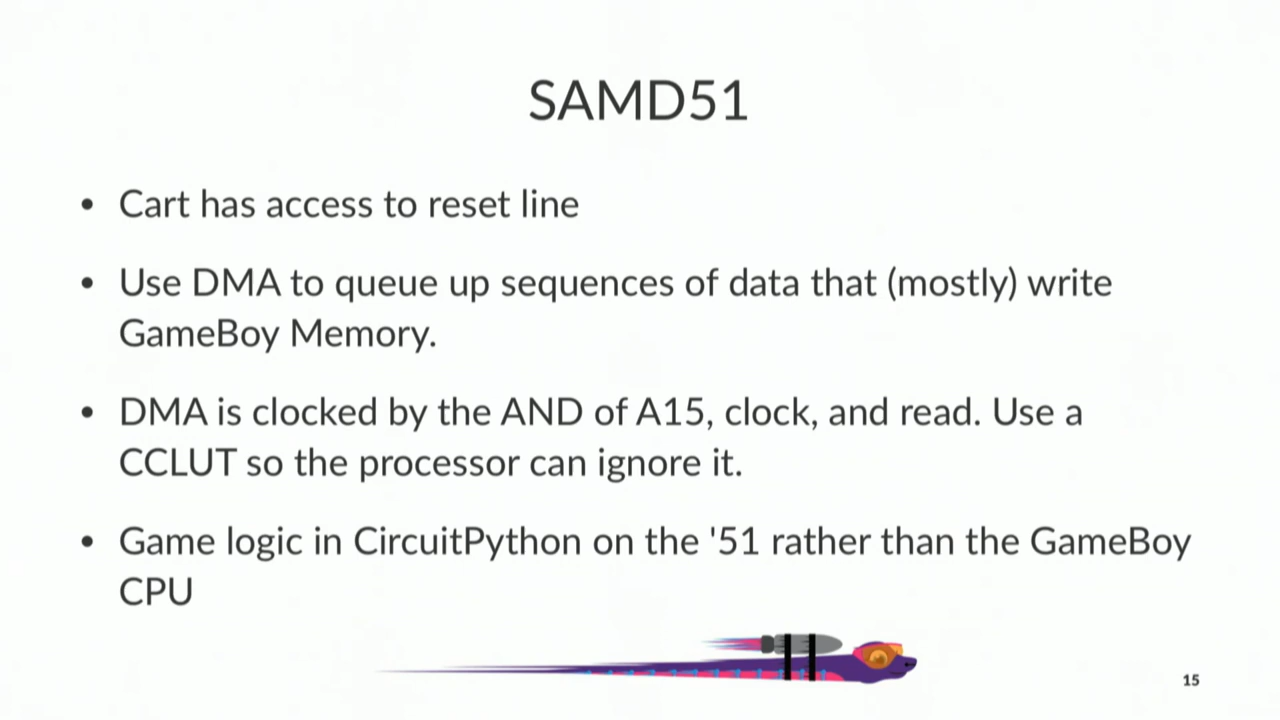 SAMD51
• Cart has access to reset line
• Use DMA to queue up sequences of data that (mostly) write
GameBoy Memory.
• DMA is clocked by the AND of A15, clock, and read. Use a
CCLUT so the processor can ignore it.
• Game logic in CircuitPython on the '51 rather than the GameBoy
CPU
15